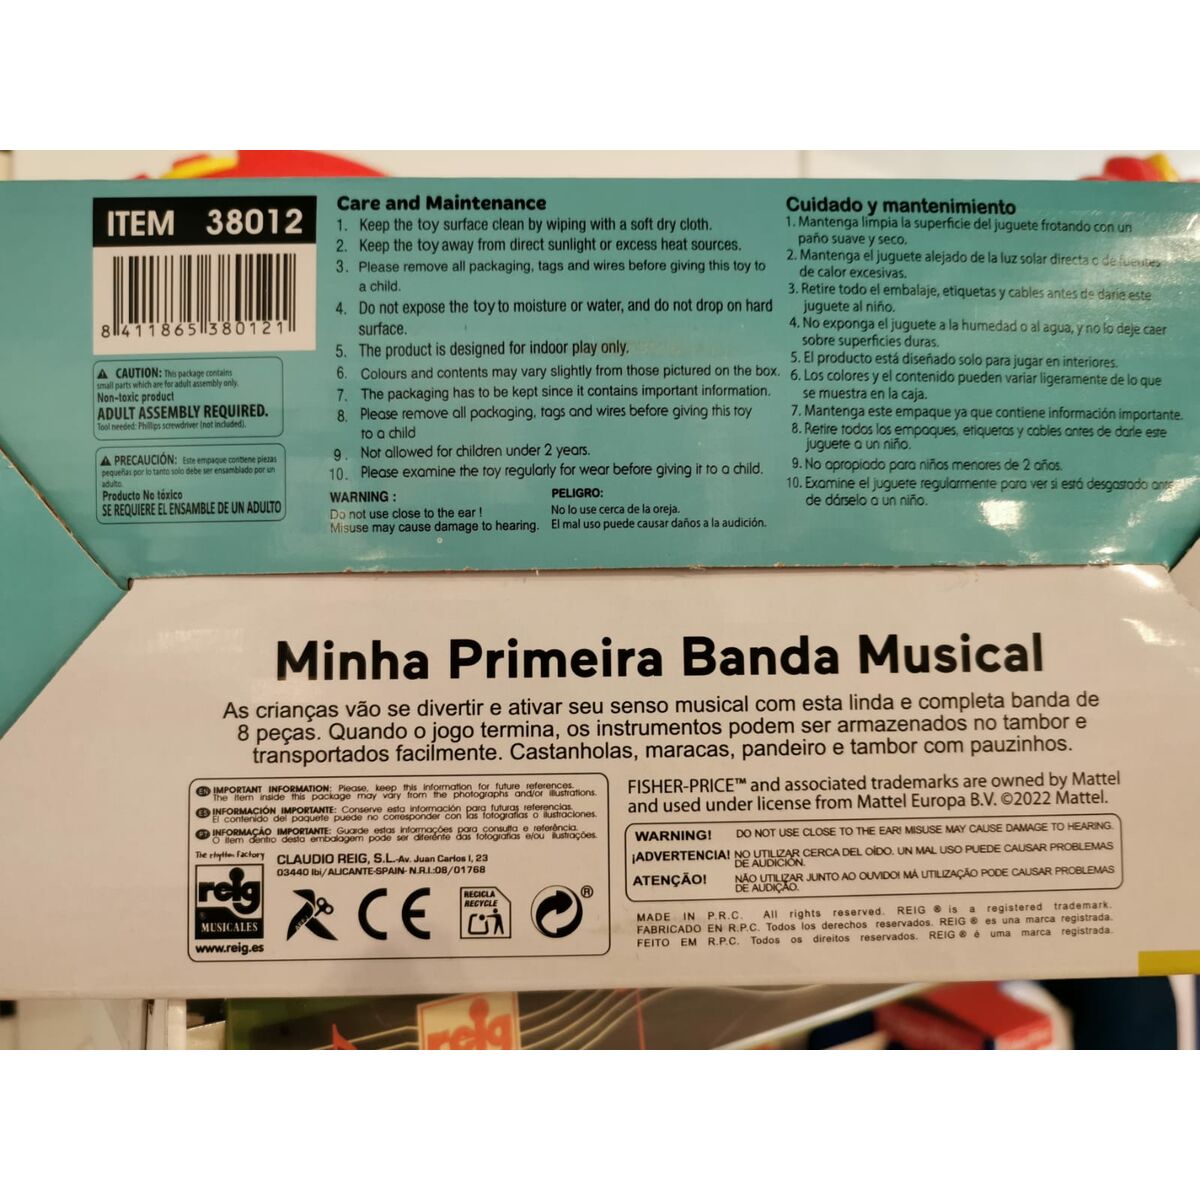 ITEM 38012
8 411865 380121
CAUTION: This package contains
small parts which are for adult assembly only.
Non-toxic product
ADULT ASSEMBLY REQUIRED.
Tool needed: Phillips screwdriver (not included).
PRECAUCIÓN: Este empaque contiene piezas
pequeñas por lo tanto solo debe ser ensamblado por un
adulto.
Producto No tóxico
SE REQUIERE EL ENSAMBLE DE UN ADULTO
Care and Maintenance
1. Keep the toy surface clean by wiping with a soft dry cloth.
2. Keep the toy away from direct sunlight or excess heat sources.
3. Please remove all packaging, tags and wires before giving this toy to
a child.
4. Do not expose the toy to moisture or water, and do not drop on hard
surface.
5. The product is designed for indoor play only.
6. Colours and contents may vary slightly from those pictured on the box.
7. The packaging has to be kept since it contains important information.
8. Please remove all packaging, tags and wires before giving this toy
to a child
9. Not allowed for children under 2 years.
10. Please examine the toy regularly for wear before giving it to a child.
WARNING :
Do not use close to the ear !
Misuse may cause damage to hearing.
PELIGRO:
No lo use cerca de la oreja.
El mal uso puede causar daños a la audición.
Cuidado y mantenimiento
1. Mantenga limpia la superficie del juguete frotando con un
paño suave y seco.
2. Mantenga el juguete alejado de la luz solar directa o de fuentes
de calor excesivas.
3. Retire todo el embalaje, etiquetas y cables antes de darle este
juguete al niño.
4. No exponga el juguete a la humedad o al agua, y no lo deje caer
sobre superficies duras.
5. El producto está diseñado solo para jugar en interiores.
6. Los colores y el contenido pueden variar ligeramente de lo que
se muestra en la caja.
7. Mantenga este empaque ya que contiene información importante.
8. Retire todos los empaques, etiquetas y cables antes de darle este
juguete a un niño.
9. No apropiado para niños menores de 2 años.
10. Examine el juguete regularmente para ver si está desgastado
de dárselo a un niño.
Minha Primeira Banda Musical
As crianças vão se divertir e ativar seu senso musical com esta linda e completa banda de
8 peças. Quando o jogo termina, os instrumentos podem ser armazenados no tambor e
transportados facilmente. Castanholas, maracas, pandeiro e tambor com pauzinhos.
EN IMPORTANT INFORMATION: Please, keep this information for future references.
The item inside this package may vary from the photographs and/or illustrations.
ES INFORMACIÓN IMPORTANTE: Conserve esta información para futuras referencias.
El contenido del paquete puede no corresponder con las fotografías o ilustraciones.
PT INFORMAÇÃO IMPORTANTE: Guarde estas informações para consulta e referência.
O item dentro desta embalagem pode ser diferente das fotografias e/ou ilustrações.
The rhythm factory
reig
MUSICALES
www.reig.es
CLAUDIO REIG, S.L.-Av. Juan Carlos I, 23
03440 Ibi/ALICANTE-SPAIN- N.R.I.:08/01768
CE
RECICLA
RECYCLE
®
FISHER-PRICE™ and associated trademarks are owned by Mattel
and used under license from Mattel Europa B.V. ©2022 Mattel.
WARNING! DO NOT USE CLOSE TO THE EAR! MISUSE MAY CAUSE DAMAGE TO HEARING.
¡ADVERTENCIA! NO UTILIZAR CERCA DEL OÍDO. UN MAL USO PUEDE CAUSAR PROBLEMAS
DE AUDICIÓN.
ATENÇÃO! NÃO UTILIZAR JUNTO AO OUVIDO! MÁ UTILIZAÇÃO PODE CAUSAR PROBLEMAS
DE AUDIÇÃO.
MADE IN P.R.C. All rights reserved. REIG ® is a registered trademark.
FABRICADO EN R.P.C. Todos los derechos reservados. REIG ® es una marca registrada.
FEITO EM R.P.C. Todos os direitos reservados. REIG ® é uma marca registrada.
reig